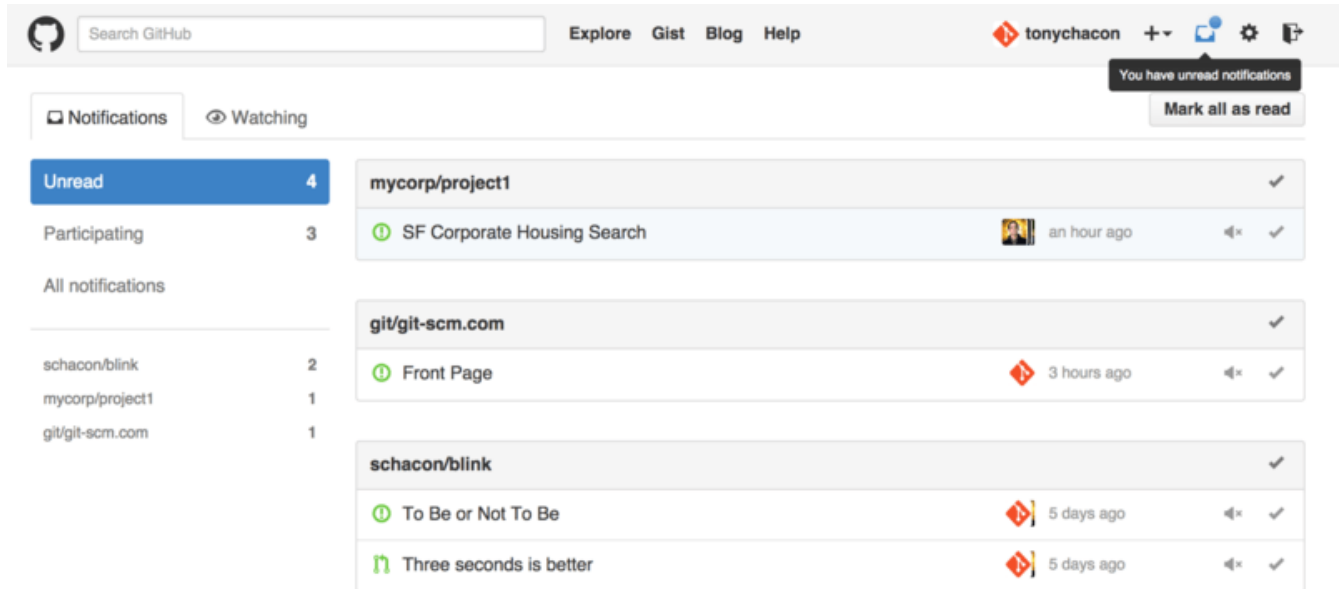 Search GitHub Explore Gist Blog Help tonychacon
You have unread notifications
Notifications Watching Mark all as read
Unread 4
Participating 3
All notifications
schacon/blink 2
mycorp/project1 1
git/git-scm.com 1
mycorp/project1
SF Corporate Housing Search an hour ago
git/git-scm.com
Front Page 3 hours ago
schacon/blink
To Be or Not To Be 5 days ago
Three seconds is better 5 days ago